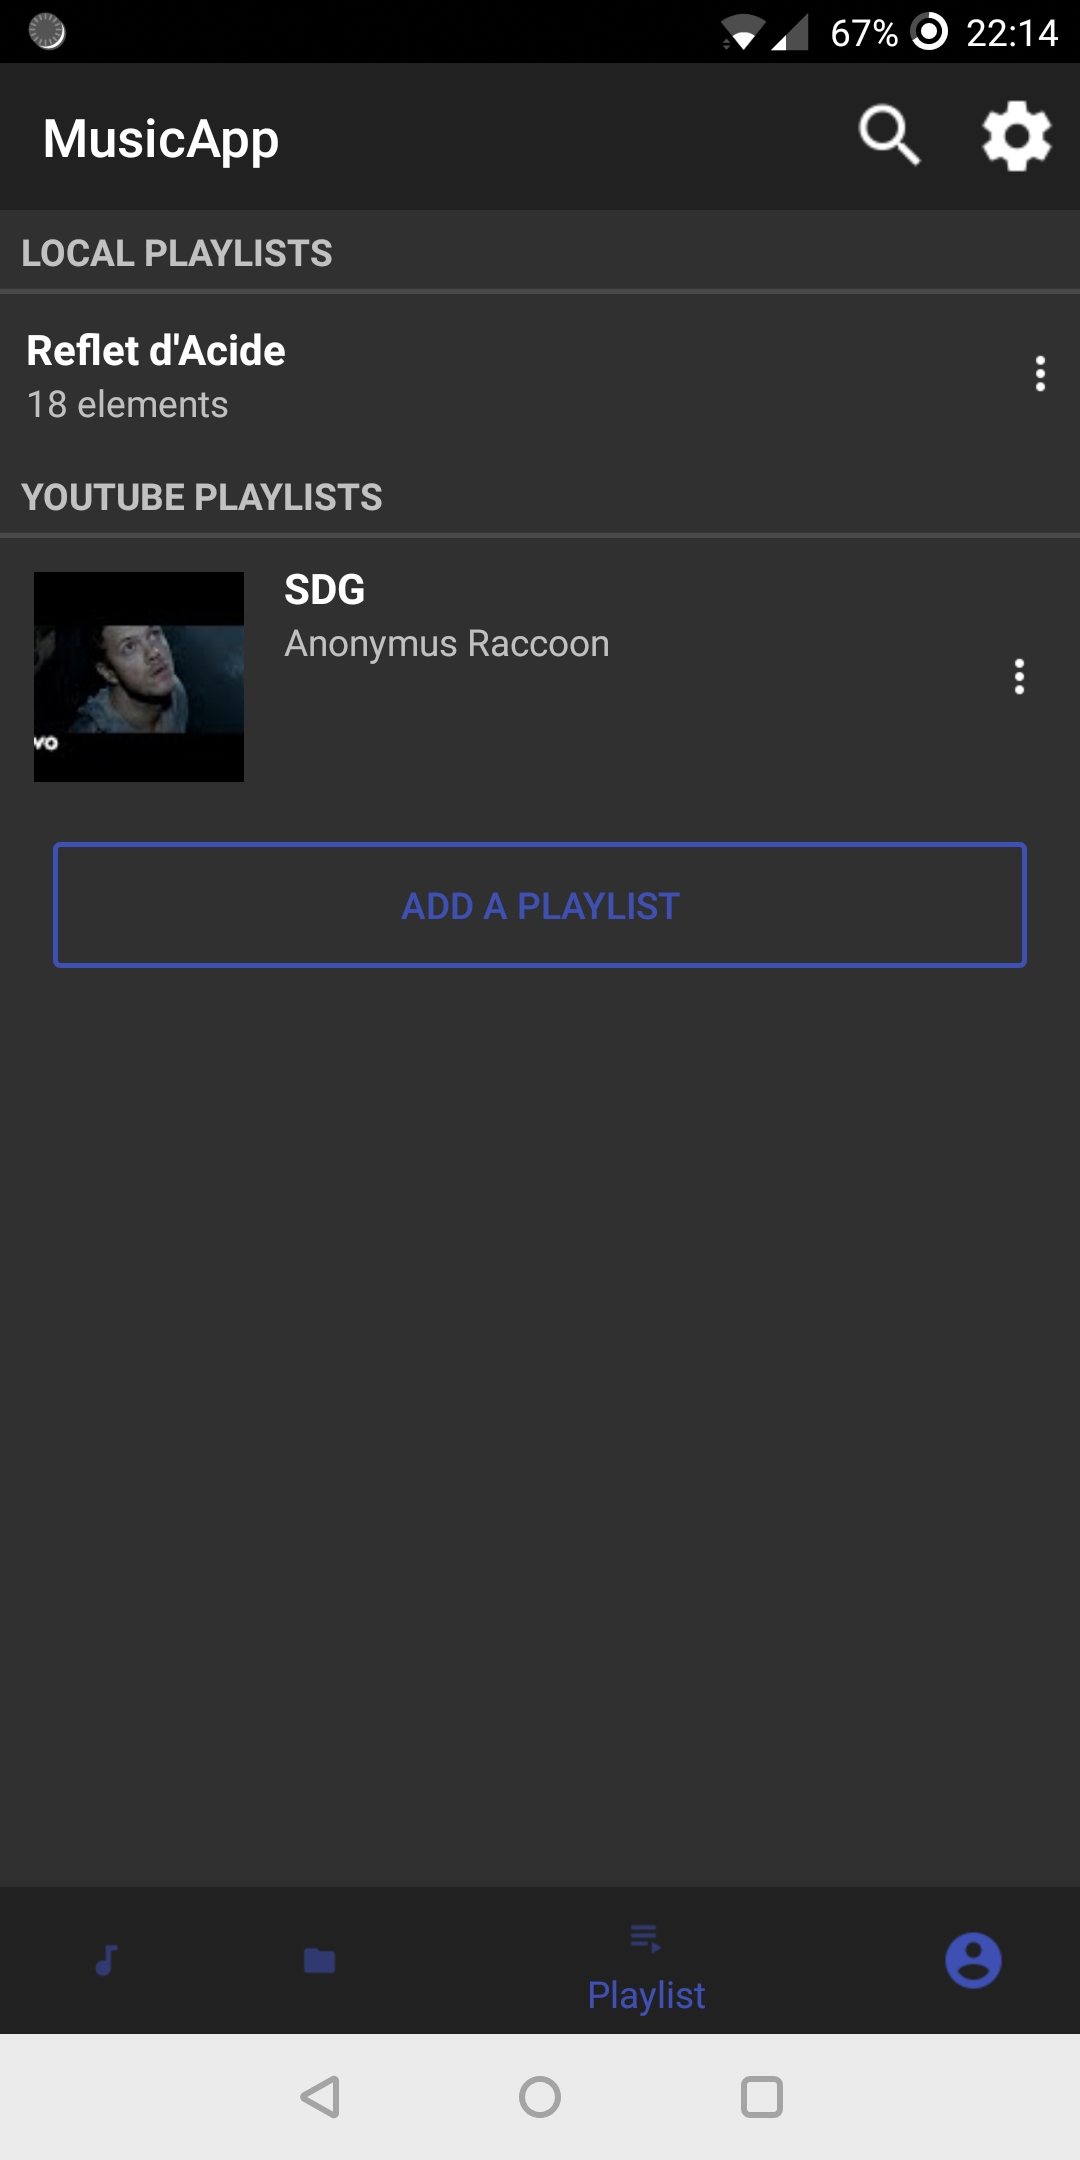 67% 22:14
MusicApp
LOCAL PLAYLISTS
Reflet d'Acide
18 elements
YOUTUBE PLAYLISTS
SDG
Anonymus Raccoon
vo
ADD A PLAYLIST
Playlist